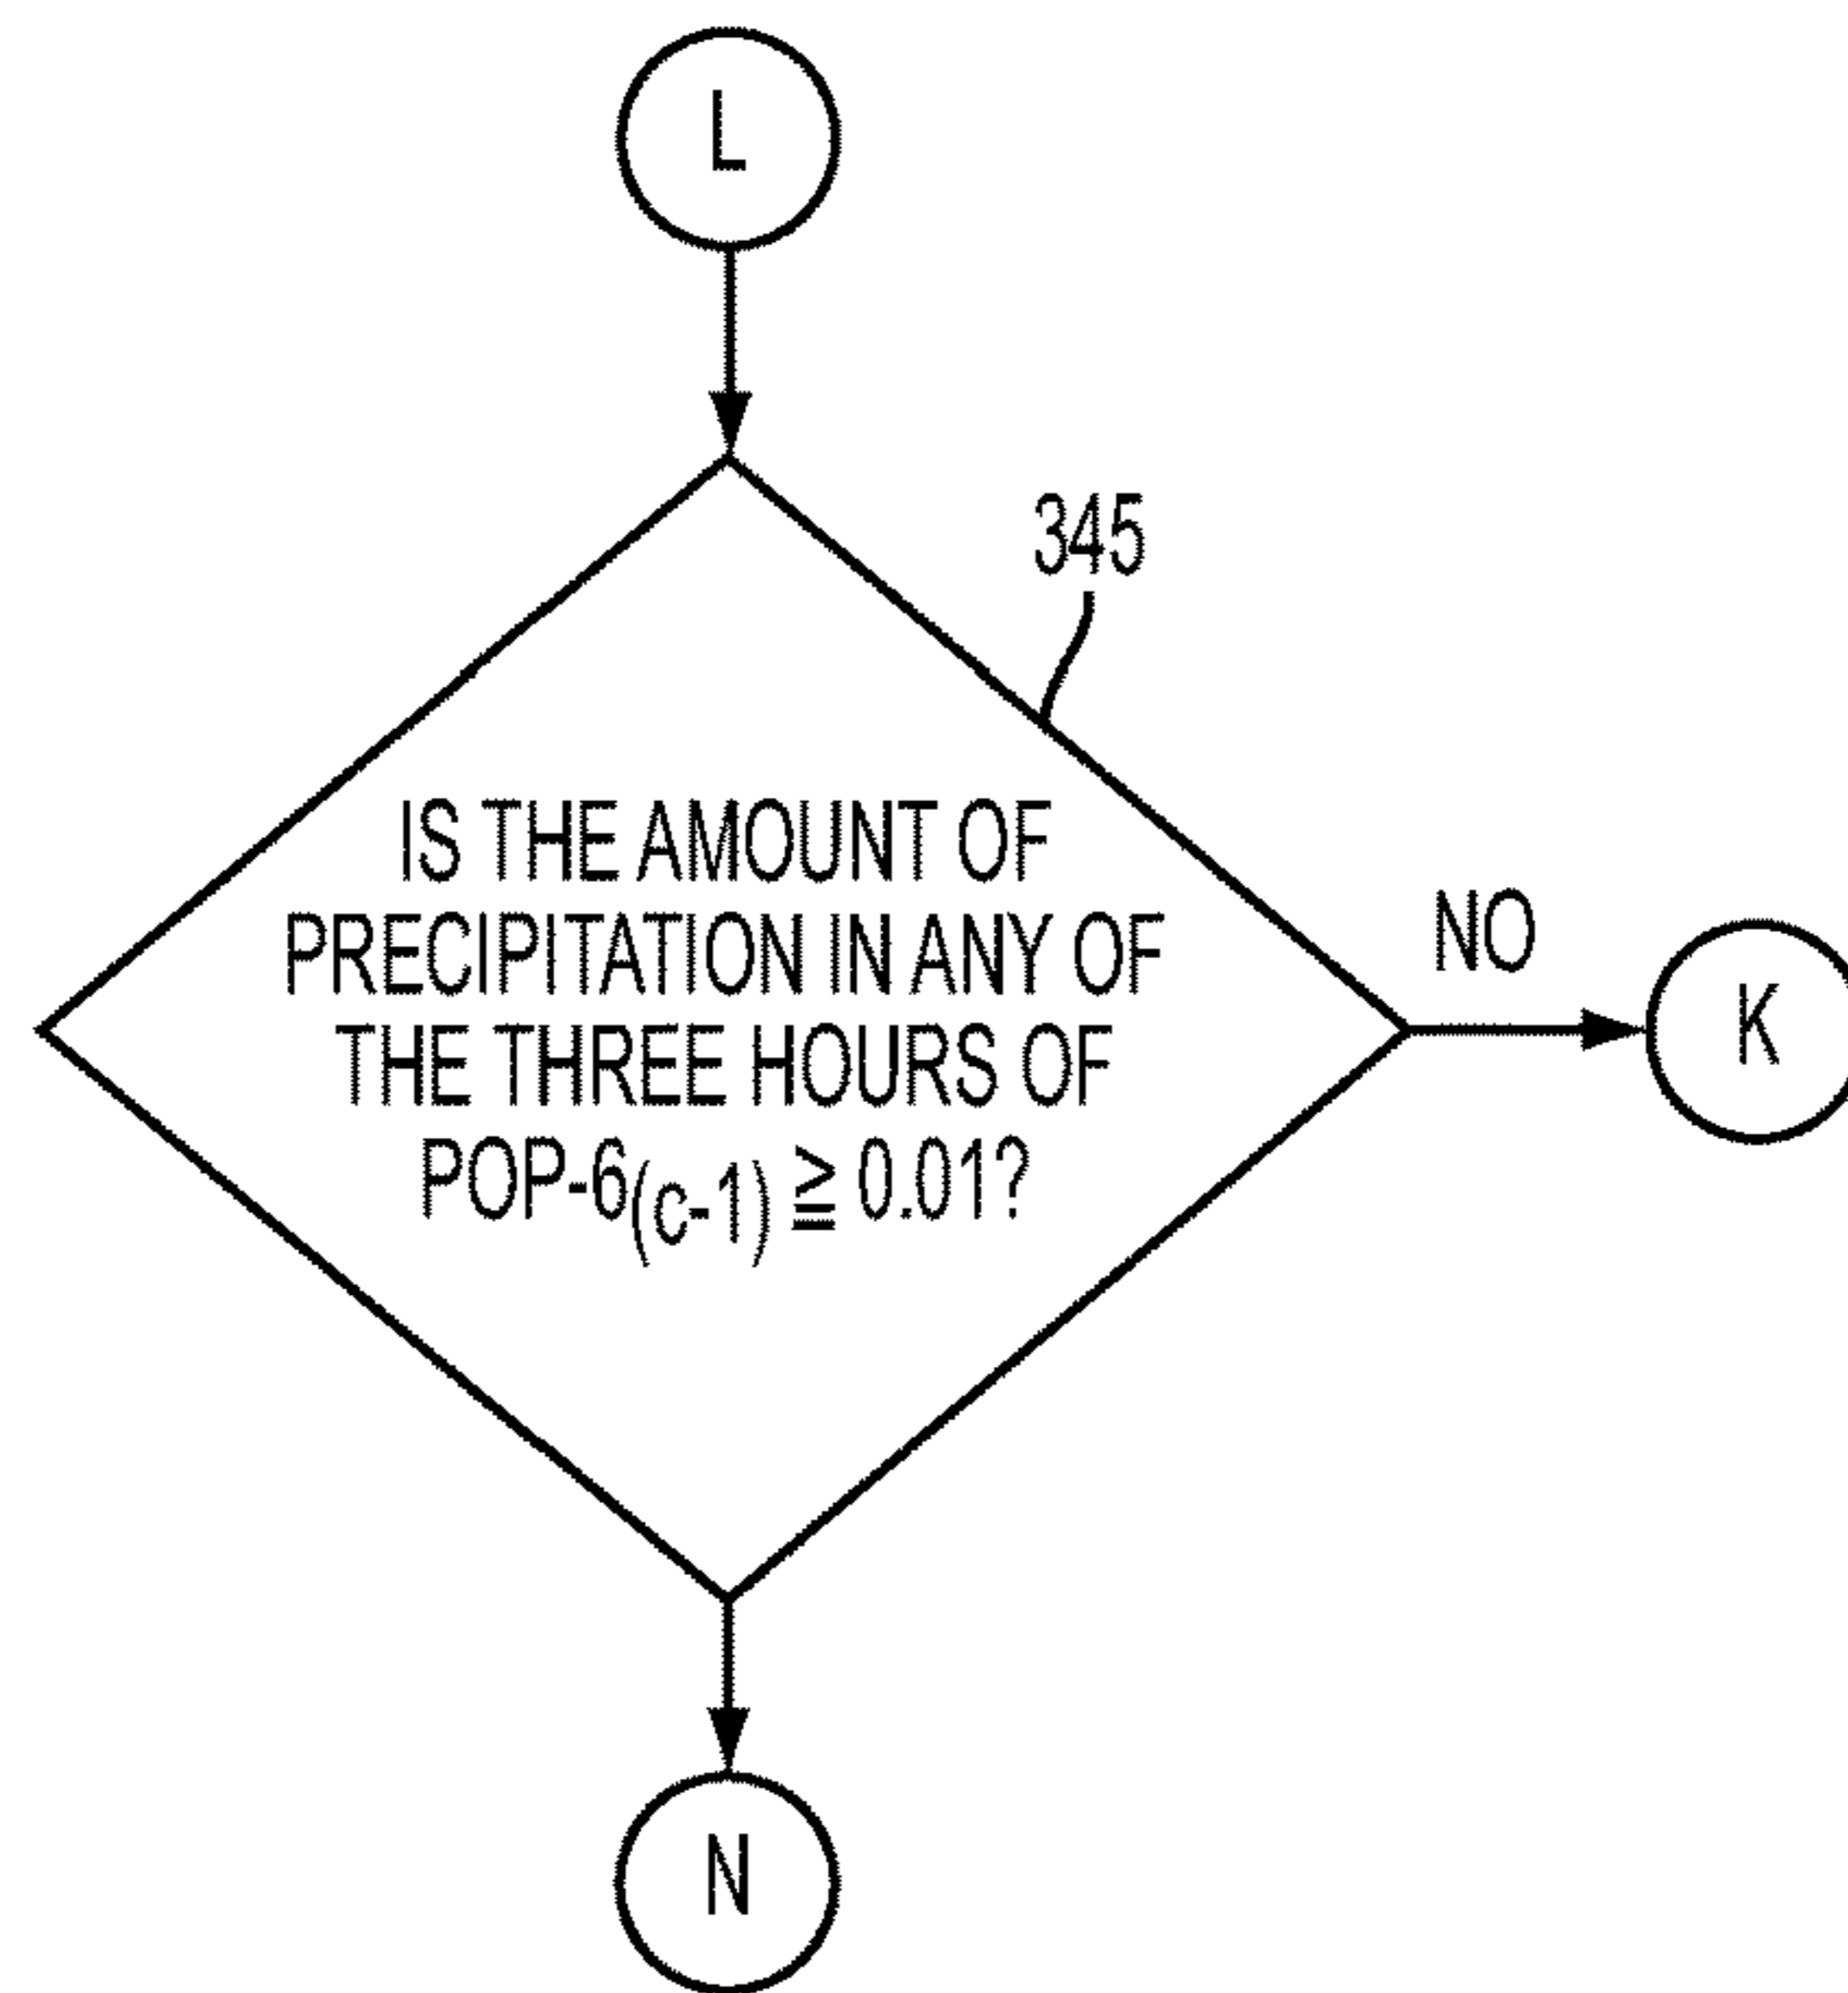 L
345
IS THE AMOUNT OF
PRECIPITATION IN ANY OF
THE THREE HOURS OF
POP-6(c-1) ≧ 0.01?
NO
K
N